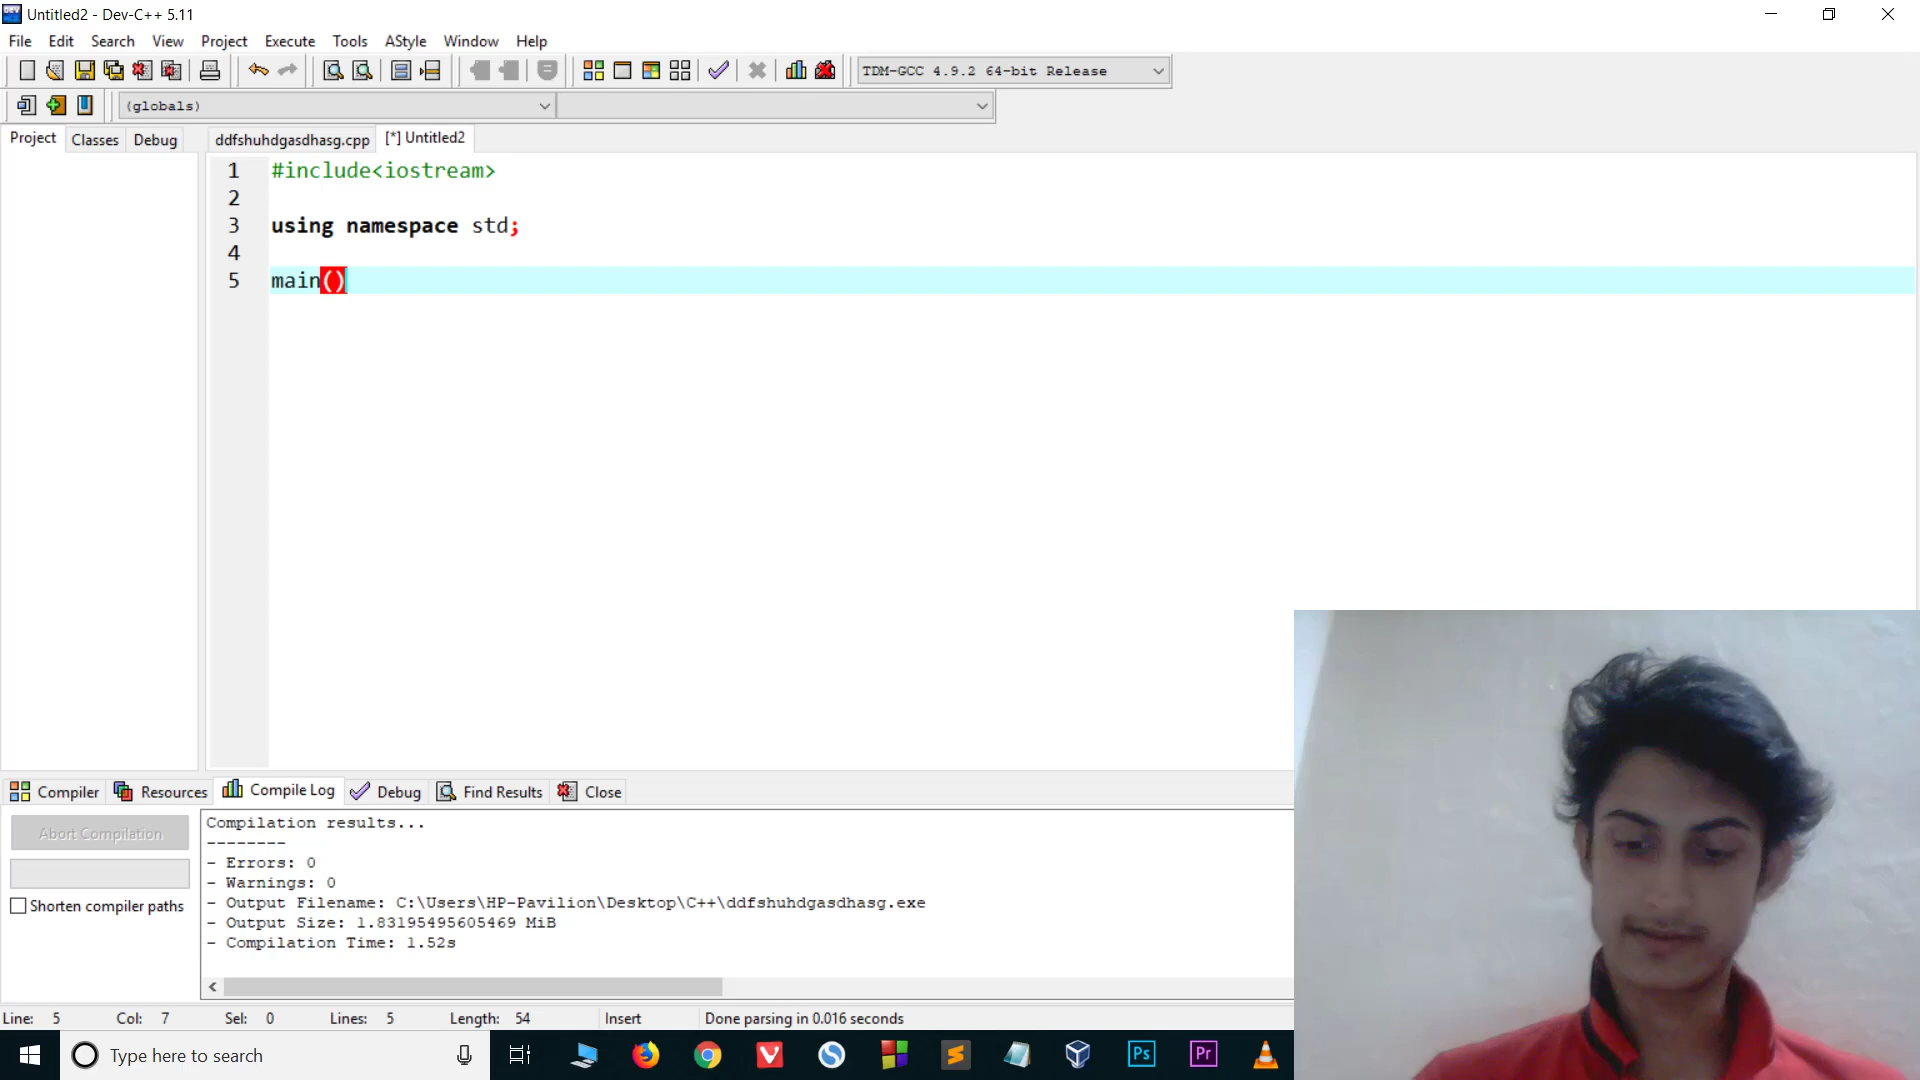 Untitled2 - Dev-C++ 5.11
File Edit Search View Project Execute Tools AStyle Window Help
TDM-GCC 4.9.2 64-bit Release
(globals)
Project Classes Debug ddfshuhdgasdhasg.cpp [*] Untitled2
1 #include<iostream>
2
3 using namespace std;
4
5 main()
Compiler Resources Compile Log Debug Find Results Close
Abort Compilation
Shorten compiler paths
Compilation results...
--------
- Errors: 0
- Warnings: 0
- Output Filename: C:\Users\HP-Pavilion\Desktop\C++\ddfshuhdgasdhasg.exe
- Output Size: 1.83195495605469 MiB
- Compilation Time: 1.52s
Line: 5 Col: 7 Sel: 0 Lines: 5 Length: 54 Insert Done parsing in 0.016 seconds
Type here to search
Ps Pr